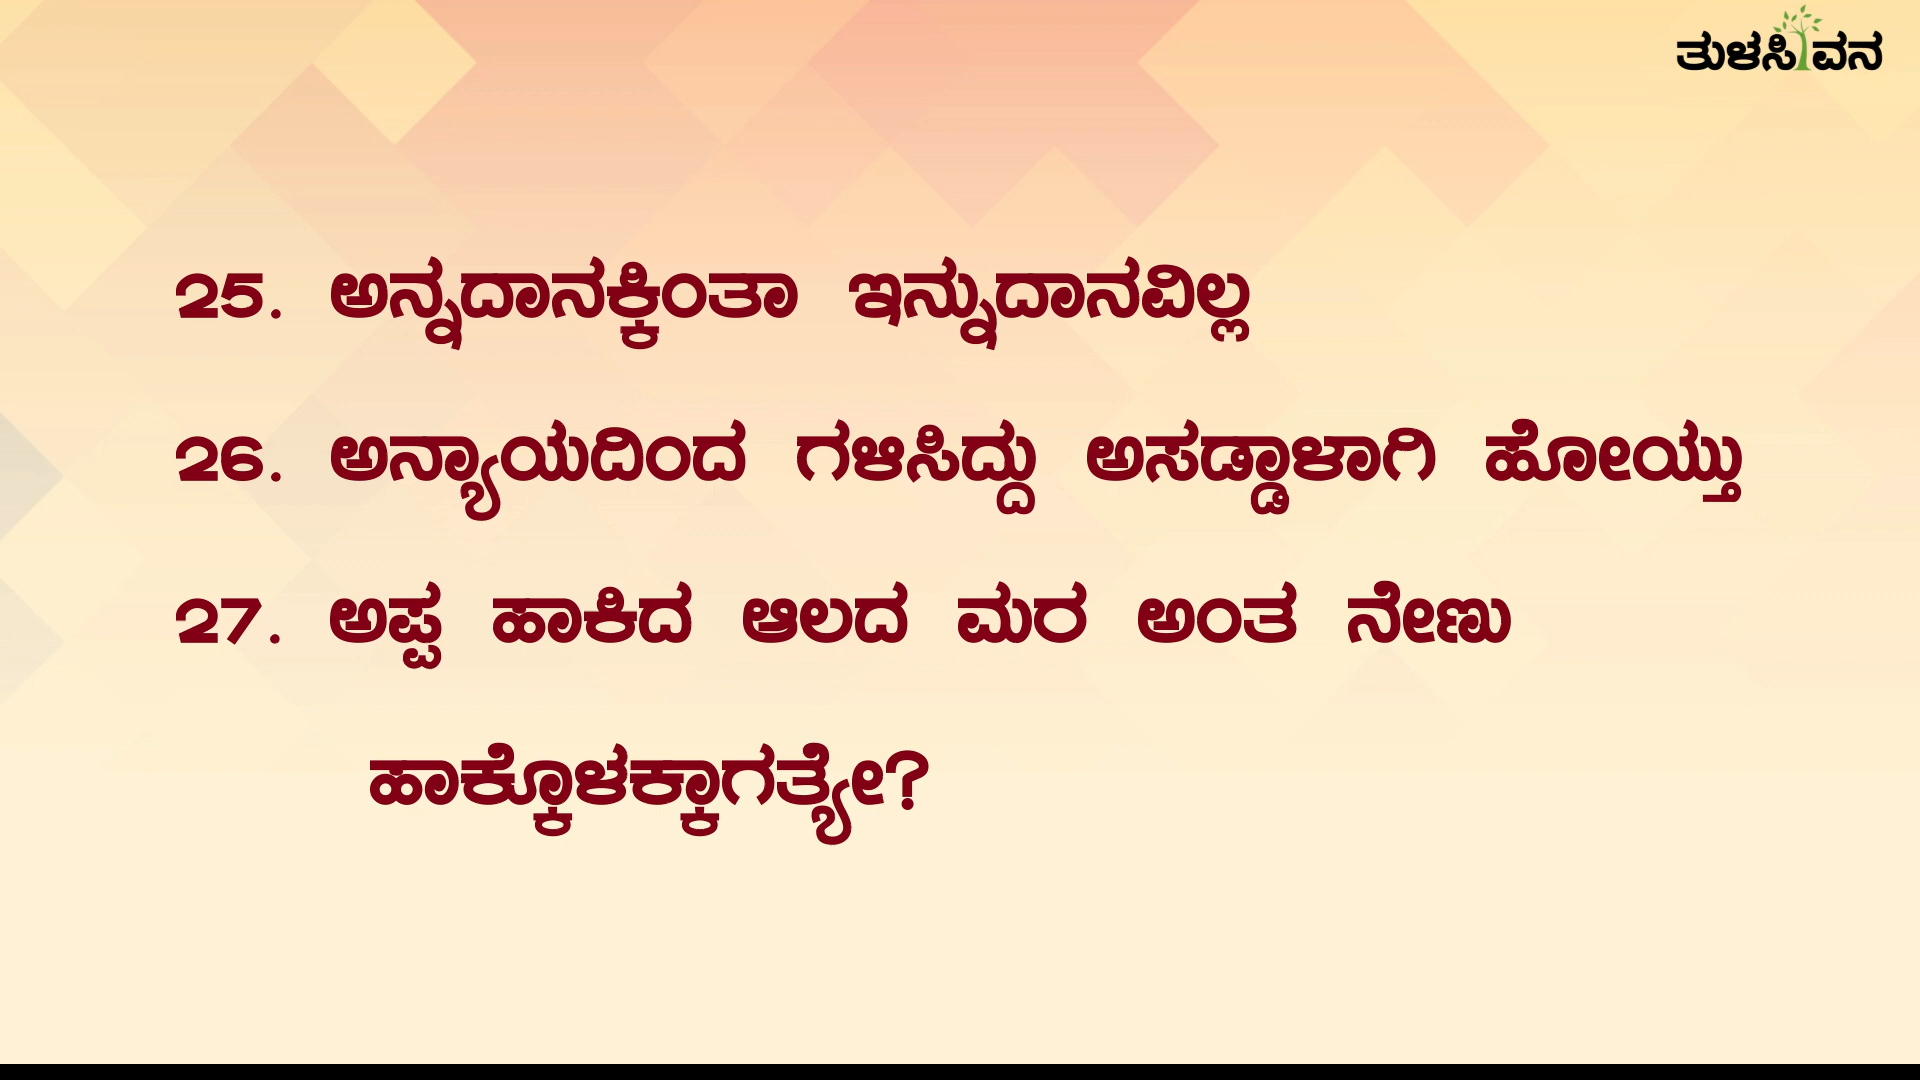 ತುಳಸಿವನ
25. ಅನ್ನದಾನಕ್ಕಿಂತಾ ಇನ್ನುದಾನವಿಲ್ಲ
26. ಅನ್ಯಾಯದಿಂದ ಗಳಿಸಿದ್ದು ಅಸಡ್ಡಾಳಾಗಿ ಹೋಯ್ತು
27. ಅಪ್ಪ ಹಾಕಿದ ಆಲದ ಮರ ಅಂತ ನೇಣು
ಹಾಕ್ಕೊಳಕ್ಕಾಗತ್ಯೇ?